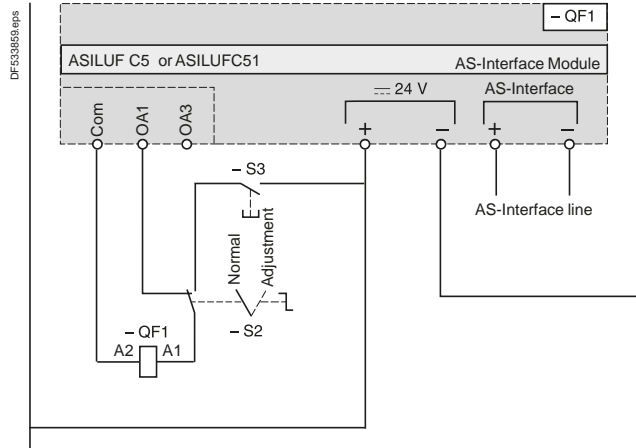 DF533859.eps
– QF1
ASILUF C5 or ASILUFC51 AS-Interface Module
24 V AS-Interface
Com OA1 OA3 + – + –
– S3
AS-Interface line
Normal Adjustment
– S2
– QF1
A2 A1